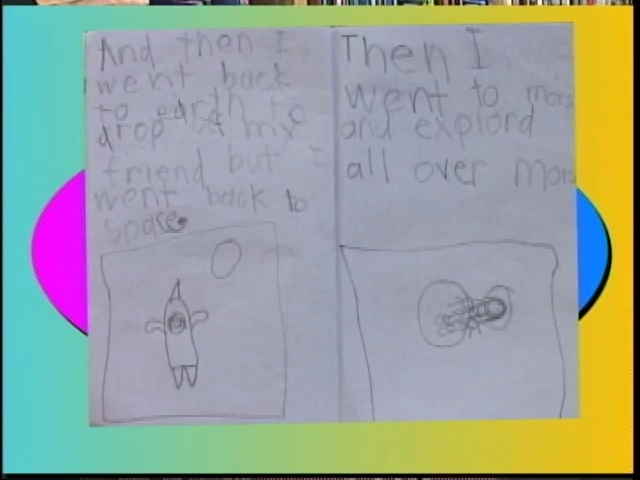 And then I
went back
to earth to
drop of my
friend but I
went back to
space
Then I
went to mars
and explord
all over mars